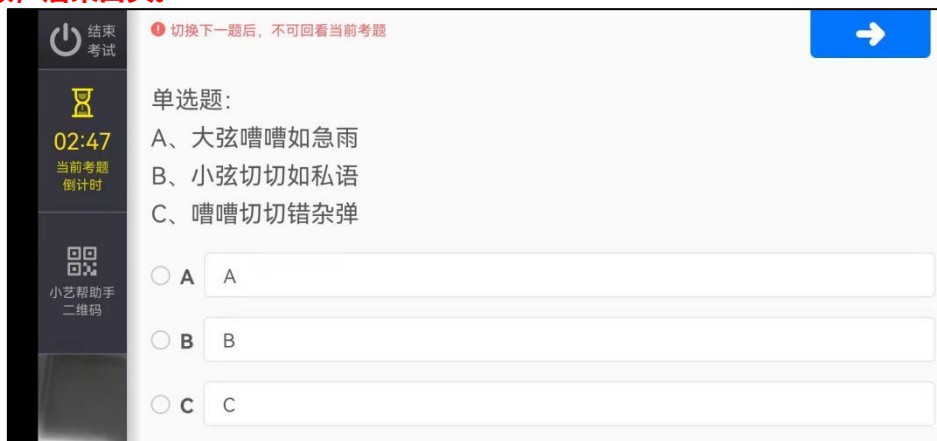 结束
考试
切换下一题后，不可回看当前考题
02:47
当前考题
倒计时
小艺帮助手
二维码
单选题：
A、大弦嘈嘈如急雨
B、小弦切切如私语
C、嘈嘈切切错杂弹
A A
B B
C C